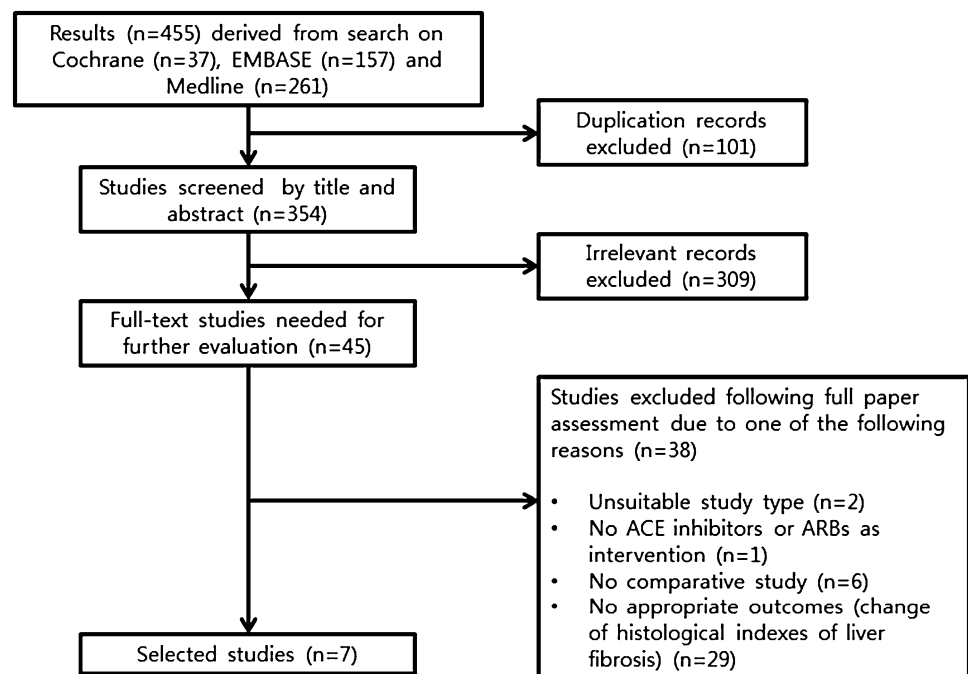 Results (n=455) derived from search on
Cochrane (n=37), EMBASE (n=157) and
Medline (n=261)
Duplication records
excluded (n=101)
Studies screened by title and
abstract (n=354)
Irrelevant records
excluded (n=309)
Full-text studies needed for
further evaluation (n=45)
Studies excluded following full paper
assessment due to one of the following
reasons (n=38)
• Unsuitable study type (n=2)
• No ACE inhibitors or ARBs as
intervention (n=1)
• No comparative study (n=6)
• No appropriate outcomes (change
of histological indexes of liver
fibrosis) (n=29)
Selected studies (n=7)